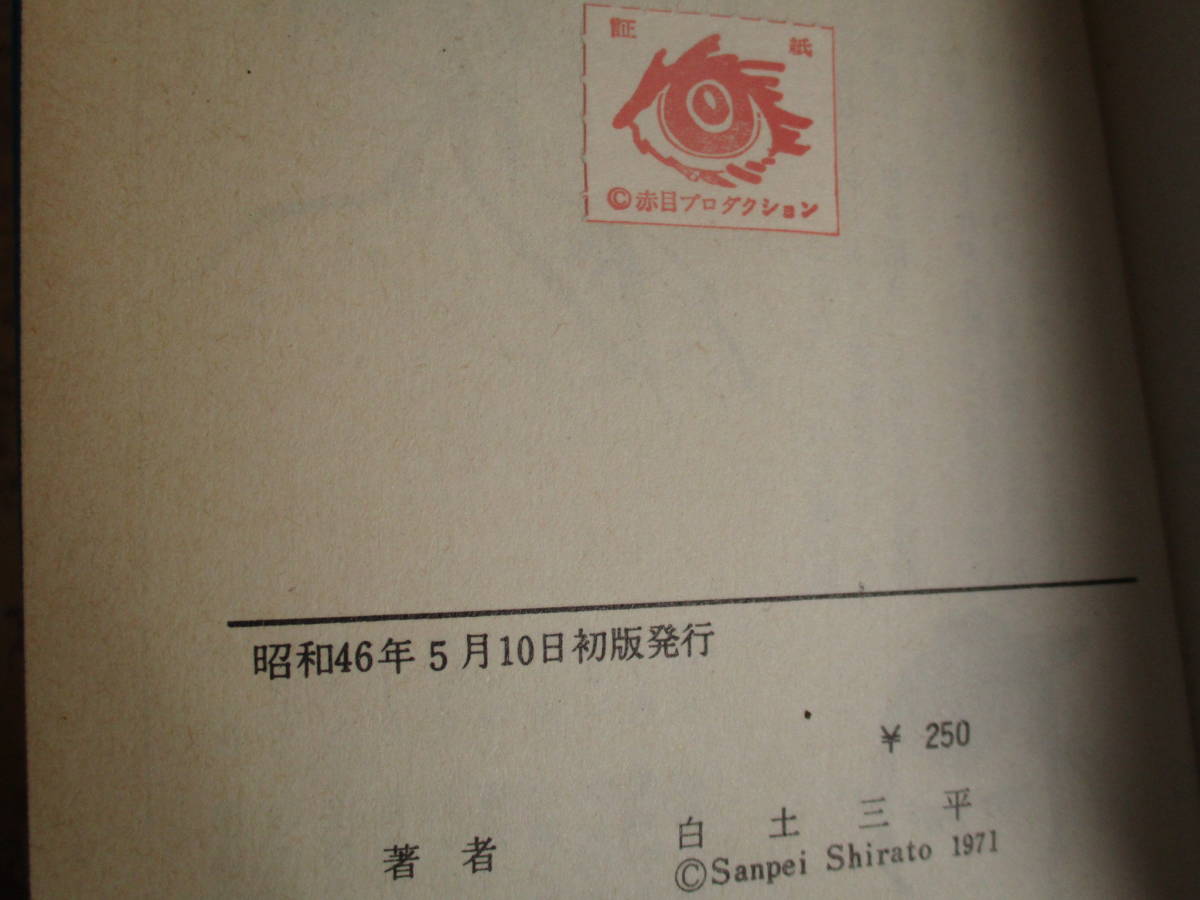 証 紙
©赤目プロダクション
昭和46年5月10日初版発行
¥ 250
著者 白土三平
©Sanpei Shirato 1971